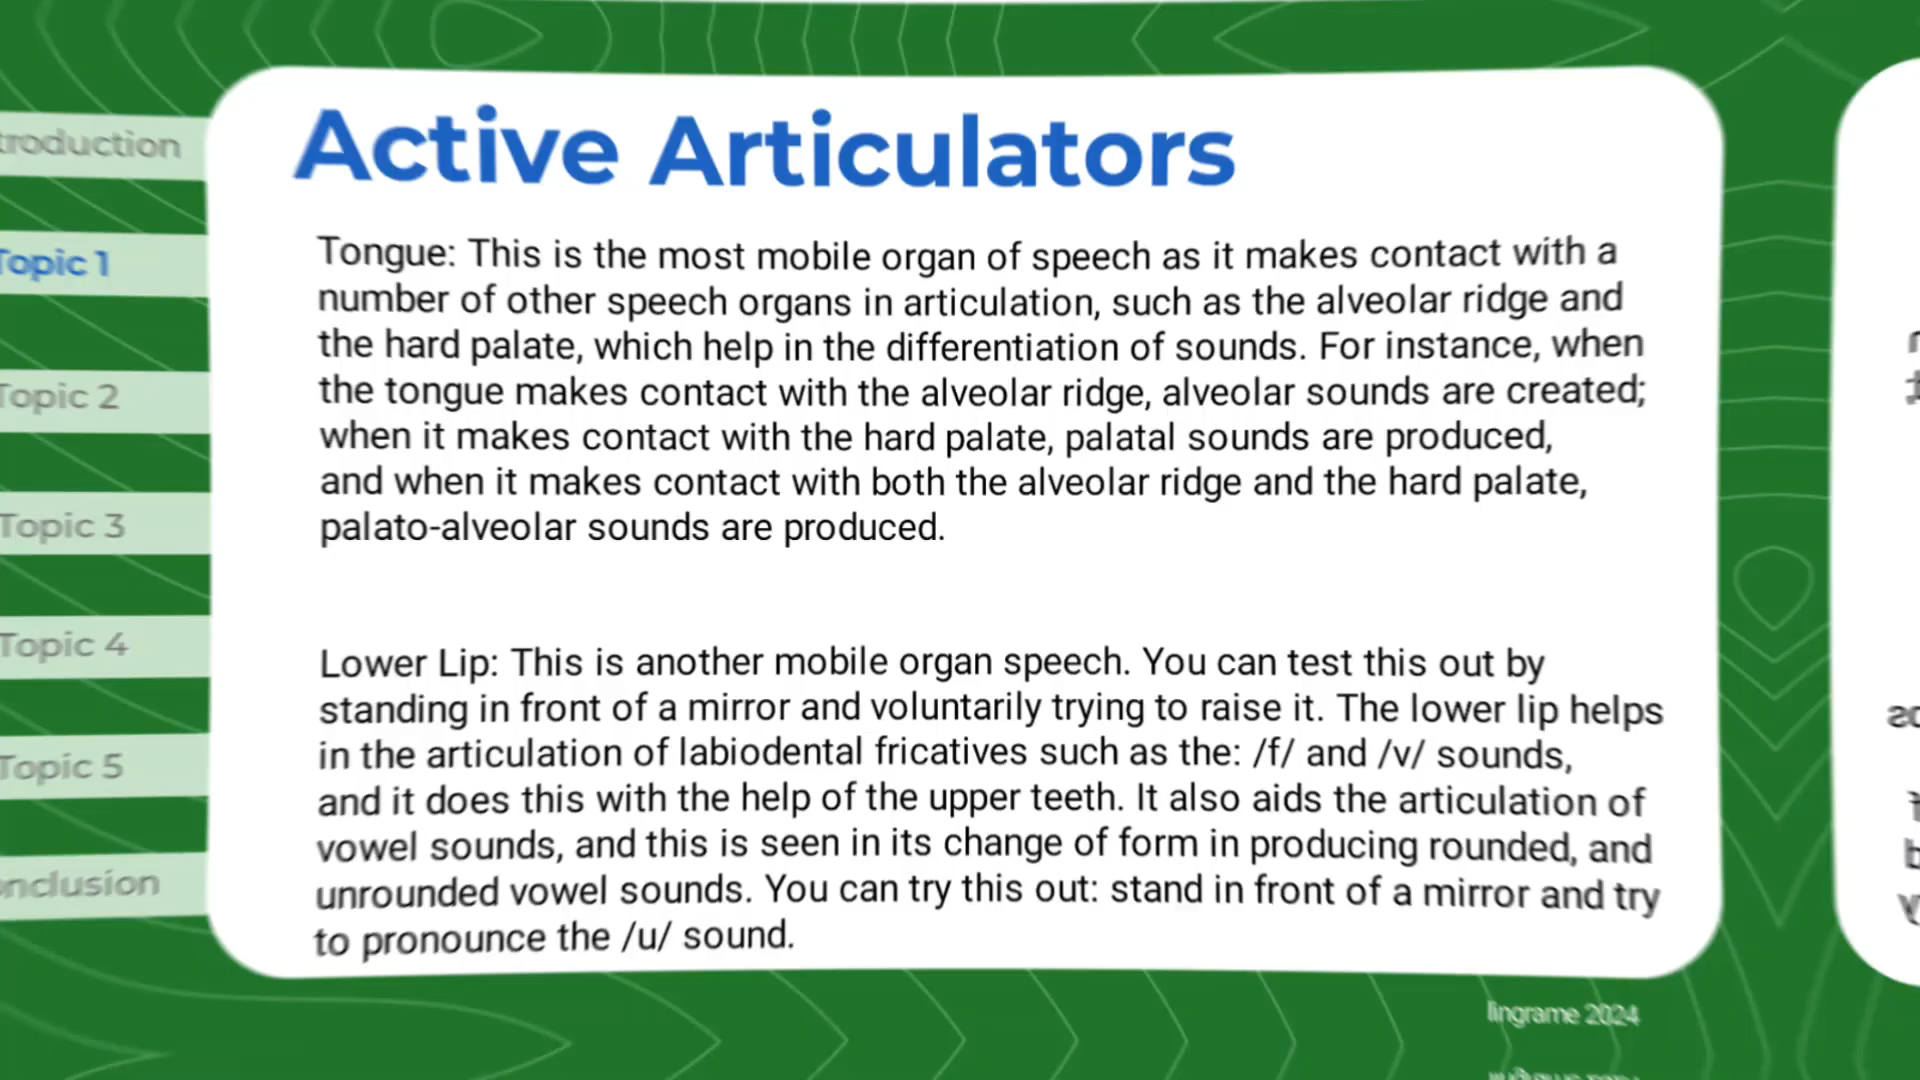 Active Articulators
Tongue: This is the most mobile organ of speech as it makes contact with a
number of other speech organs in articulation, such as the alveolar ridge and
the hard palate, which help in the differentiation of sounds. For instance, when
the tongue makes contact with the alveolar ridge, alveolar sounds are created;
when it makes contact with the hard palate, palatal sounds are produced,
and when it makes contact with both the alveolar ridge and the hard palate,
palato-alveolar sounds are produced.
Lower Lip: This is another mobile organ speech. You can test this out by
standing in front of a mirror and voluntarily trying to raise it. The lower lip helps
in the articulation of labiodental fricatives such as the: /f/ and /v/ sounds,
and it does this with the help of the upper teeth. It also aids the articulation of
vowel sounds, and this is seen in its change of form in producing rounded, and
unrounded vowel sounds. You can try this out: stand in front of a mirror and try
to pronounce the /u/ sound.
troduction
Topic 1
Topic 2
Topic 3
Topic 4
Topic 5
nclusion
lingrame 2024